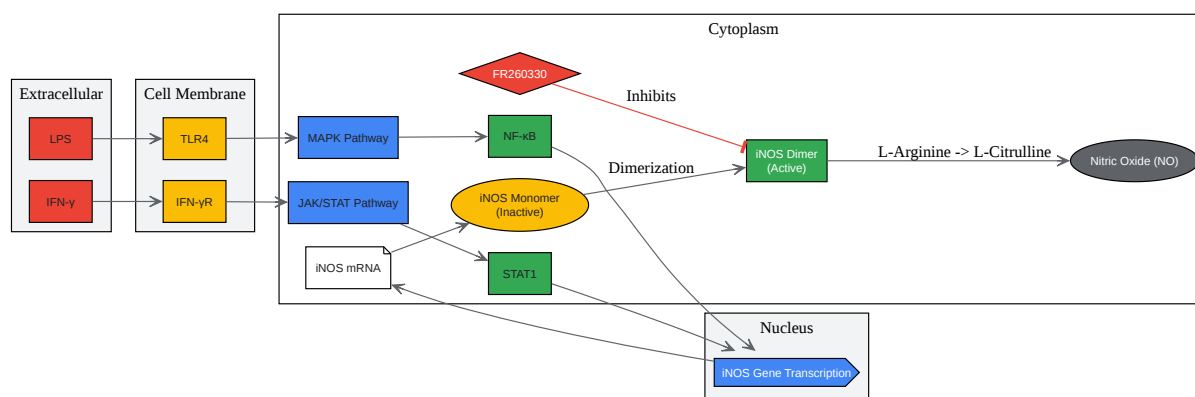 Cytoplasm
FR260330
Extracellular
Cell Membrane
Inhibits
LPS
TLR4
MAPK Pathway
NF-κB
iNOS Dimer
(Active)
L-Arginine -> L-Citrulline
Nitric Oxide (NO)
Dimerization
IFN-γ
IFN-γR
JAK/STAT Pathway
iNOS Monomer
(Inactive)
iNOS mRNA
STAT1
Nucleus
iNOS Gene Transcription